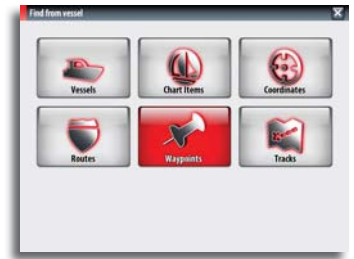 Find from vessel
Vessels
Chart Items
Coordinates
Routes
Waypoints
Tracks